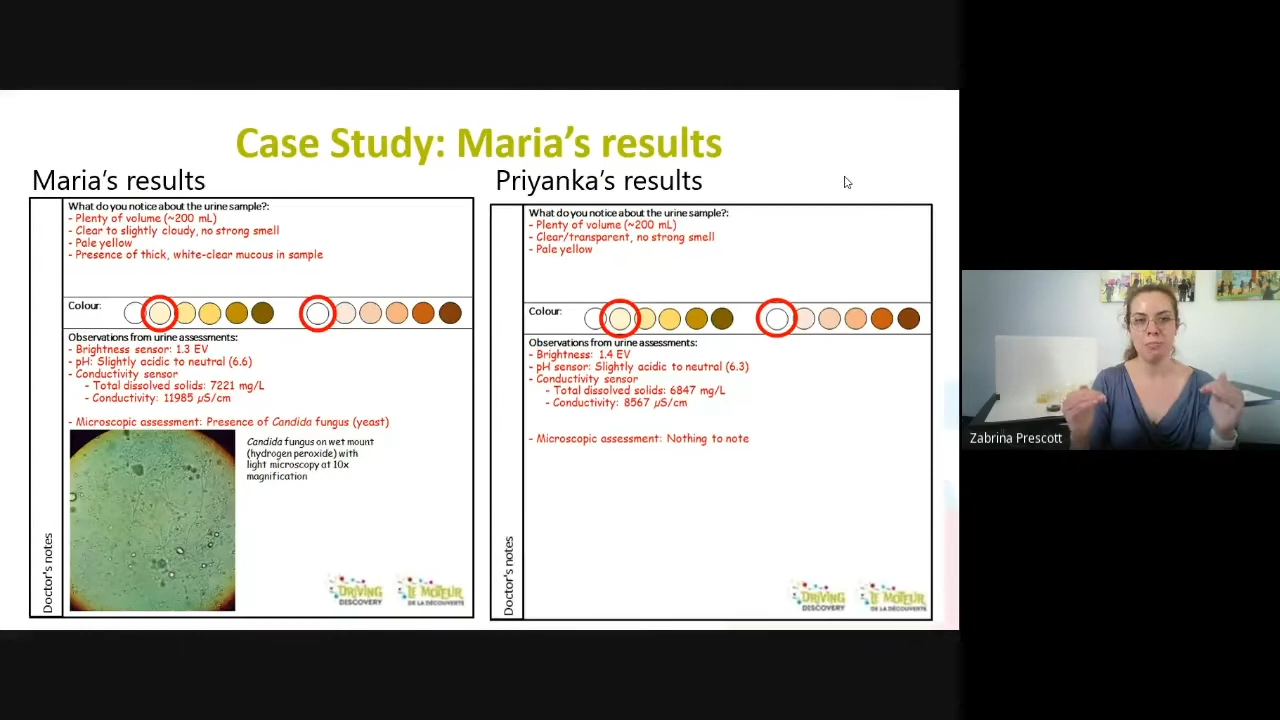 Case Study: Maria's results
Maria's results
What do you notice about the urine sample?:
- Plenty of volume (~200 mL)
- Clear to slightly cloudy, no strong smell
- Pale yellow
- Presence of thick, white-clear mucous in sample
Colour:
Observations from urine assessments:
- Brightness sensor: 1.3 EV
- pH: Slightly acidic to neutral (6.6)
- Conductivity sensor
- Total dissolved solids: 7221 mg/L
- Conductivity: 11985 µS/cm
- Microscopic assessment: Presence of Candida fungus (yeast)
Candida fungus on wet mount
(hydrogen peroxide) with
light microscopy at 10x
magnification
Doctor's notes
DRIVING
DISCOVERY
LE MOTEUR
DE LA DÉCOUVERTE
Priyanka's results
What do you notice about the urine sample?:
- Plenty of volume (~200 mL)
- Clear/transparent, no strong smell
- Pale yellow
Colour:
Observations from urine assessments:
- Brightness: 1.4 EV
- pH sensor: Slightly acidic to neutral (6.3)
- Conductivity sensor
- Total dissolved solids: 6847 mg/L
- Conductivity: 8567 µS/cm
- Microscopic assessment: Nothing to note
Doctor's notes
DRIVING
DISCOVERY
LE MOTEUR
DE LA DÉCOUVERTE
Zabrina Prescott